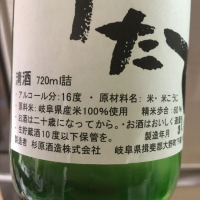 たく
清酒 720ml詰
・アルコール分:16度 ・原材料名:米・米こうじ
・原料米:岐阜県産米100%使用 精米歩合:60%
・お酒は二十歳になってから。・お酒はおいしく適量を
・生貯蔵酒10度以下保管を。 製造年月
製造者 杉原酒造株式会社 岐阜県揖斐郡大野町